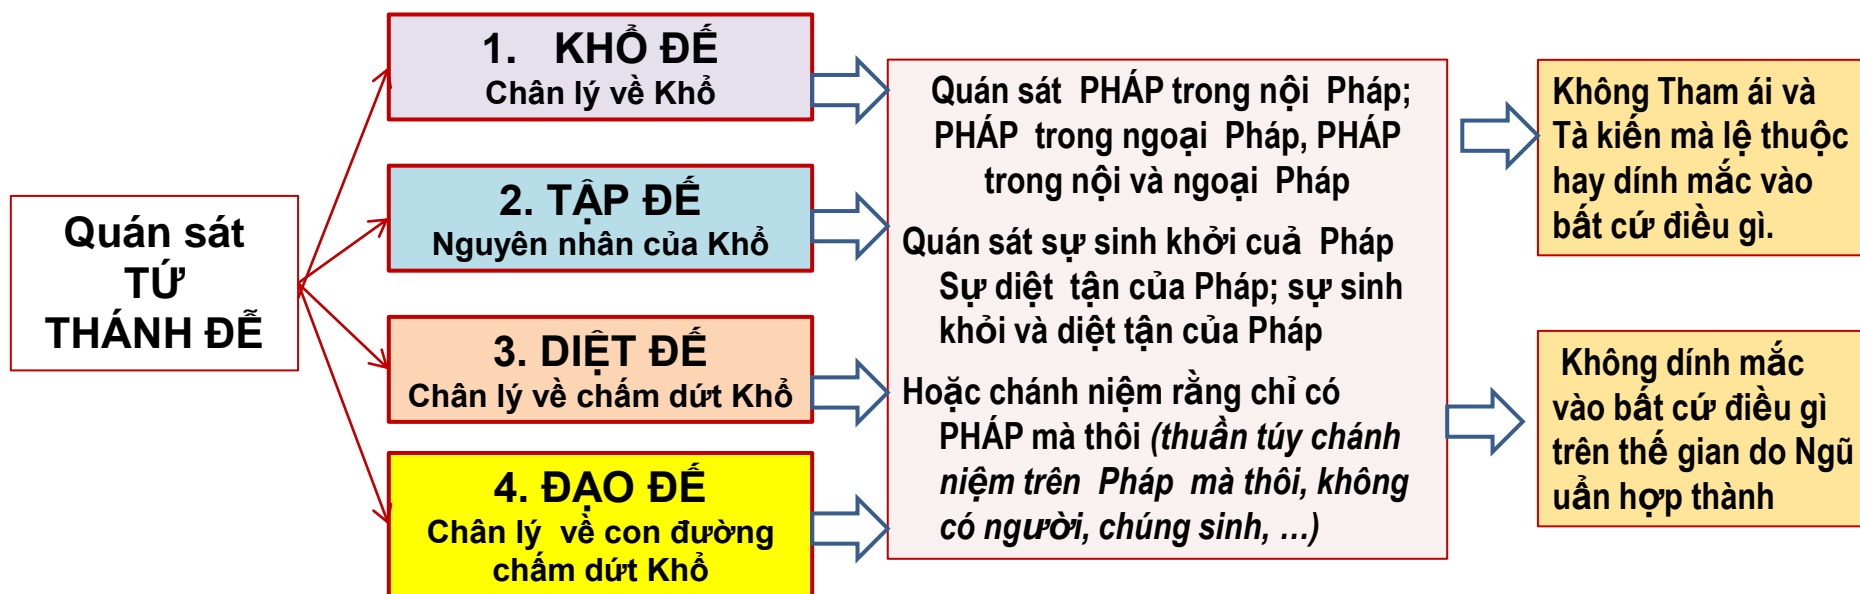 Quán sát
TỨ
THÁNH ĐẾ
1. KHỔ ĐẾ
Chân lý về Khổ
2. TẬP ĐẾ
Nguyên nhân của Khổ
3. DIỆT ĐẾ
Chân lý về chấm dứt Khổ
4. ĐẠO ĐẾ
Chân lý về con đường
chấm dứt Khổ
Quán sát PHÁP trong nội Pháp;
PHÁP trong ngoại Pháp, PHÁP
trong nội và ngoại Pháp
Quán sát sự sinh khởi cuả Pháp
Sự diệt tận của Pháp; sự sinh
khỏi và diệt tận của Pháp
Hoặc chánh niệm rằng chỉ có
PHÁP mà thôi (thuần túy chánh
niệm trên Pháp mà thôi, không
có người, chúng sinh, ...)
Không Tham ái và
Tà kiến mà lệ thuộc
hay dính mắc vào
bất cứ điều gì.
Không dính mắc
vào bất cứ điều gì
trên thế gian do Ngũ
uẩn hợp thành